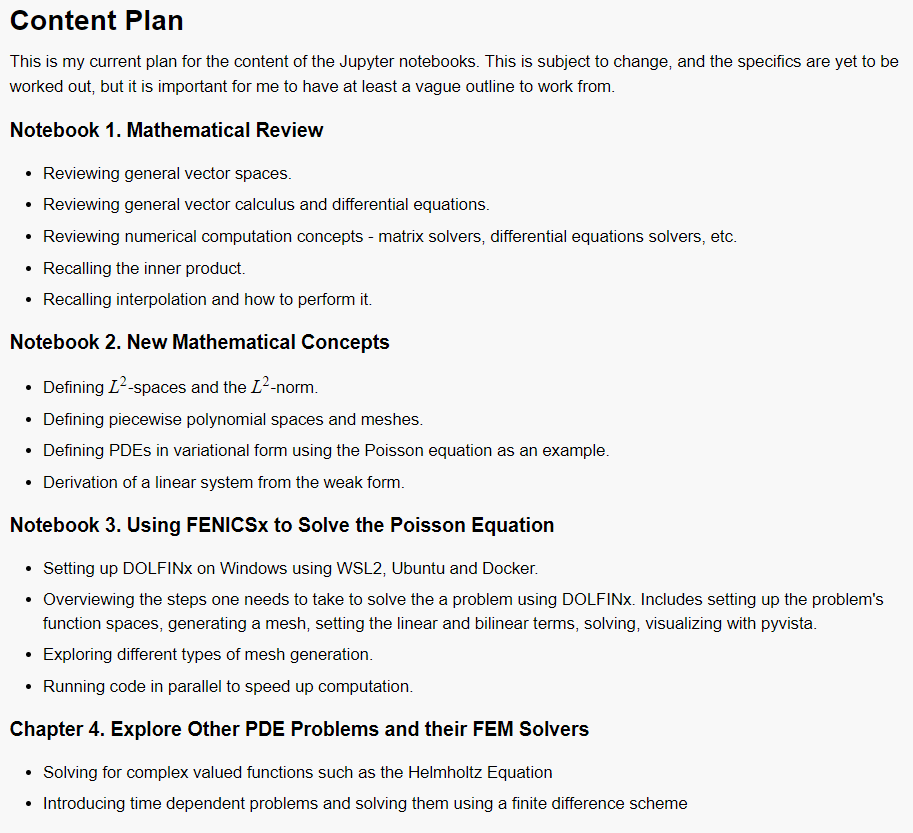 Content Plan
This is my current plan for the content of the Jupyter notebooks. This is subject to change, and the specifics are yet to be
worked out, but it is important for me to have at least a vague outline to work from.
Notebook 1. Mathematical Review
• Reviewing general vector spaces.
• Reviewing general vector calculus and differential equations.
• Reviewing numerical computation concepts - matrix solvers, differential equations solvers, etc.
• Recalling the inner product.
• Recalling interpolation and how to perform it.
Notebook 2. New Mathematical Concepts
• Defining L²-spaces and the L²-norm.
• Defining piecewise polynomial spaces and meshes.
• Defining PDEs in variational form using the Poisson equation as an example.
• Derivation of a linear system from the weak form.
Notebook 3. Using FENICSx to Solve the Poisson Equation
• Setting up DOLFINx on Windows using WSL2, Ubuntu and Docker.
• Overviewing the steps one needs to take to solve the a problem using DOLFINx. Includes setting up the problem's
function spaces, generating a mesh, setting the linear and bilinear terms, solving, visualizing with pyvista.
• Exploring different types of mesh generation.
• Running code in parallel to speed up computation.
Chapter 4. Explore Other PDE Problems and their FEM Solvers
• Solving for complex valued functions such as the Helmholtz Equation
• Introducing time dependent problems and solving them using a finite difference scheme